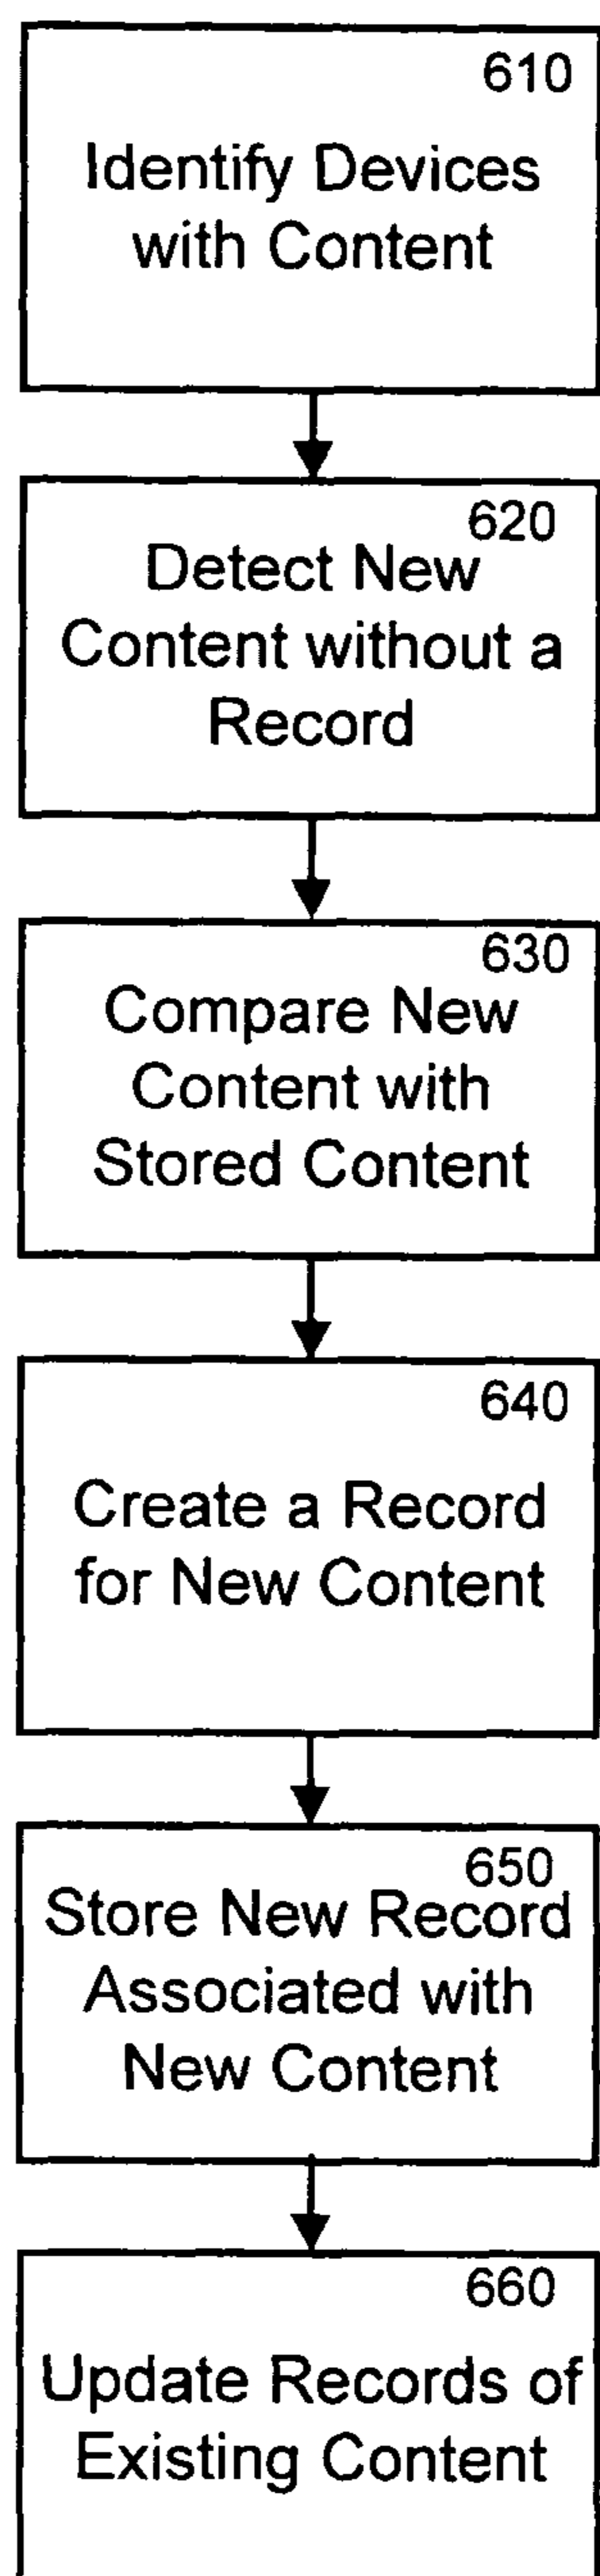 610
Identify Devices
with Content
620
Detect New
Content without a
Record
630
Compare New
Content with
Stored Content
640
Create a Record
for New Content
650
Store New Record
Associated with
New Content
660
Update Records of
Existing Content